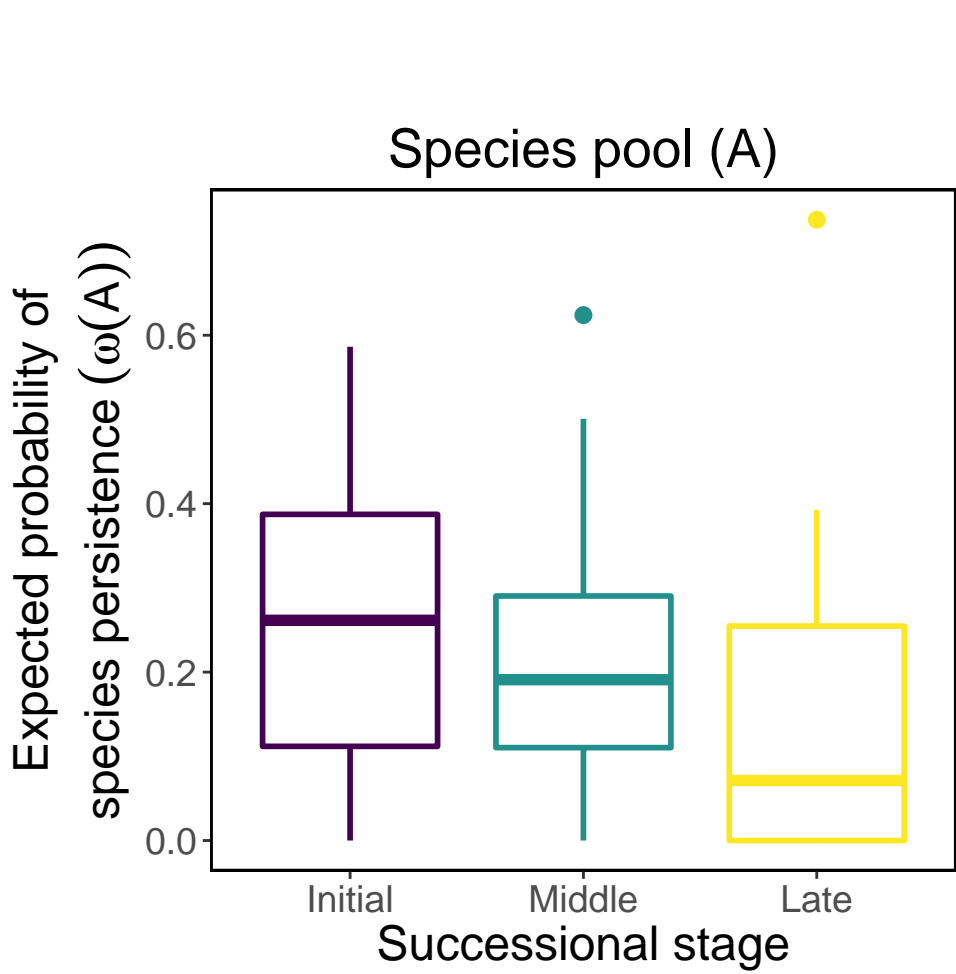 Species pool (A)
Expected probability of
species persistence (ω(A))
0.6
0.4
0.2
0.0
Initial Middle Late
Successional stage